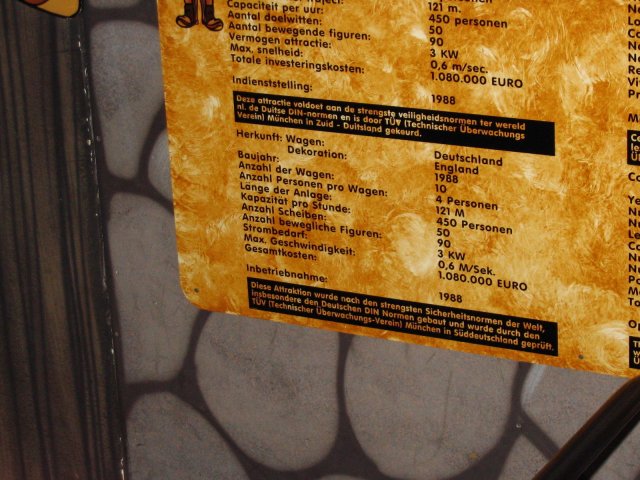 Capaciteit per uur:
Aantal doelwitten:
Aantal bewegende figuren:
Vermogen attractie:
Max. snelheid:
Totale investeringskosten:
121 m.
450 personen
50
90
3 KW
0,6 m/sec.
1.080.000 EURO
Indienststelling:
1988
Deze attractie voldoet aan de strengste veiligheidsnormen ter wereld
nl. de Duitse DIN-normen en is door TÜV (Technischer Überwachungs
Verein) München in Zuid - Duitsland gekeurd.
Herkunft: Wagen:
Dekoration:
Baujahr:
Anzahl der Wagen:
Anzahl Personen pro Wagen:
Länge der Anlage:
Kapazität pro Stunde:
Anzahl Scheiben:
Anzahl bewegliche Figuren:
Strombedarf:
Max. Geschwindigkeit:
Gesamtkosten:
Deutschland
England
1988
10
4 Personen
121 M
450 Personen
50
90
3 KW
0,6 M/Sek.
1.080.000 EURO
Inbetriebnahme:
1988
Diese Attraktion wurde nach den strengsten Sicherheitsnormen der Welt,
insbesondere den Deutschen DIN Normen gebaut und wurde durch den
TÜV (Technischer Überwachungs-Verein) München in Süddeutschland geprüft.